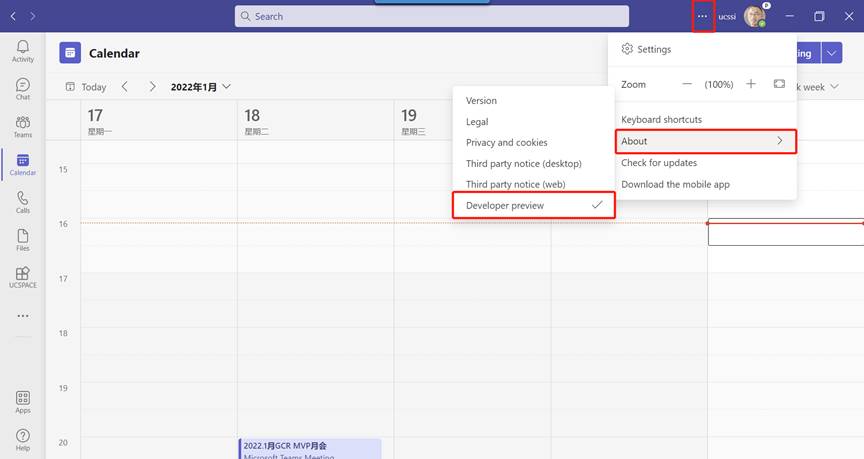 Search
ucssi
P
Activity
Chat
Teams
Calendar
Calls
Files
UCSPACE
Apps
Help
Calendar
Today
2022年1月
k week
ing
17
星期一
18
星期二
19
星期三
15
16
17
18
19
20
2022.1月GCR MVP月会
Microsoft Teams Meeting
Settings
Zoom
(100%)
Keyboard shortcuts
About
Check for updates
Download the mobile app
Version
Legal
Privacy and cookies
Third party notice (desktop)
Third party notice (web)
Developer preview